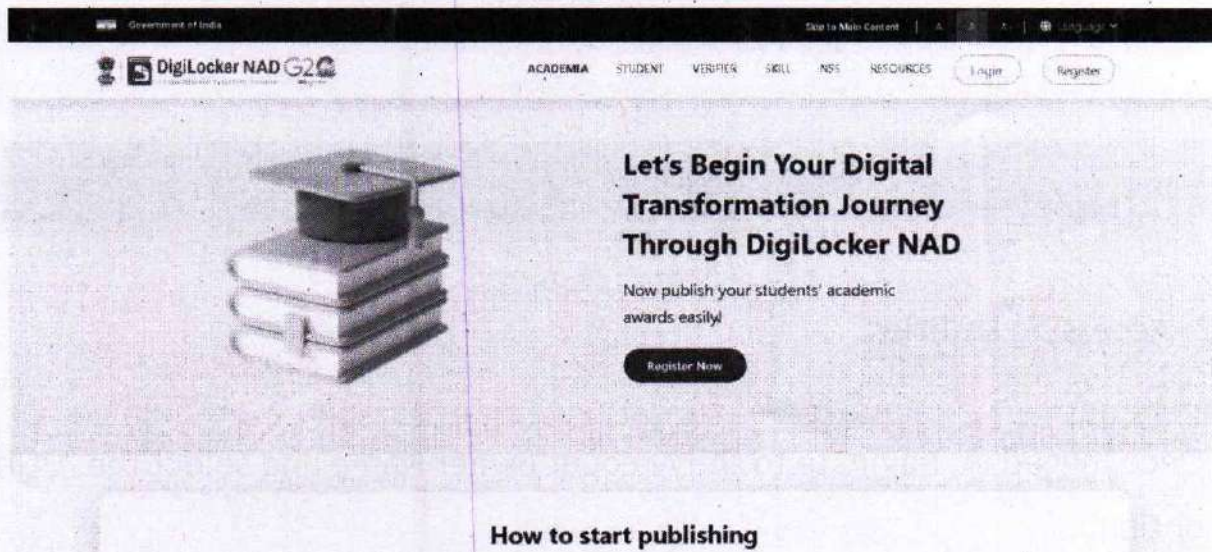 Government of India
Skip to Main Content
A
Language
DigiLocker NAD G20
ACADEMIA STUDENT VERIFIER SKILL NSS RESOURCES Login Register
Let's Begin Your Digital
Transformation Journey
Through DigiLocker NAD
Now publish your students' academic
awards easily!
Register Now
How to start publishing